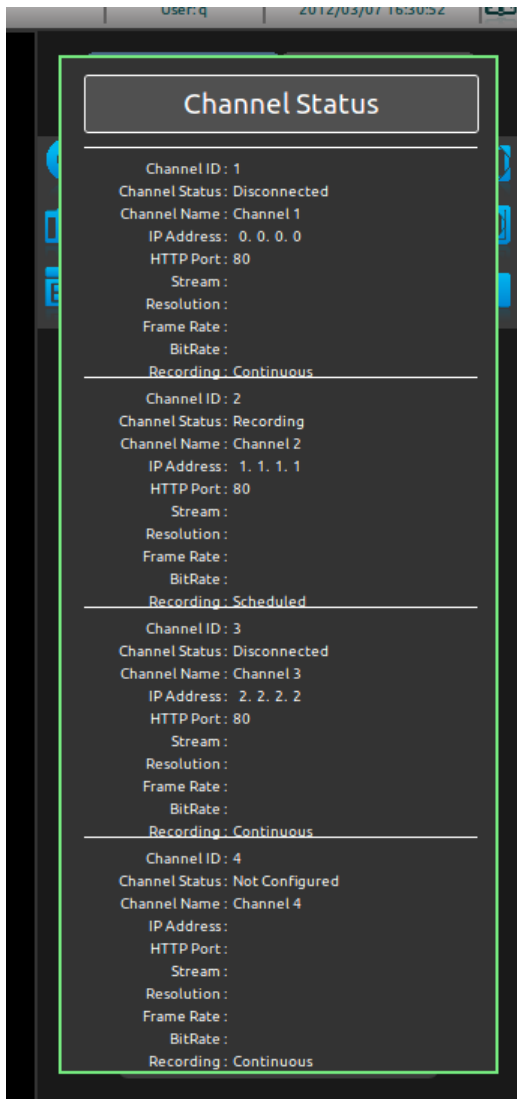 User: q 2012/03/07 16:30:52
Channel Status
Channel ID : 1
Channel Status : Disconnected
Channel Name : Channel 1
IP Address : 0. 0. 0. 0
HTTP Port : 80
Stream :
Resolution :
Frame Rate :
BitRate :
Recording : Continuous
Channel ID : 2
Channel Status : Recording
Channel Name : Channel 2
IP Address : 1. 1. 1. 1
HTTP Port : 80
Stream :
Resolution :
Frame Rate :
BitRate :
Recording : Scheduled
Channel ID : 3
Channel Status : Disconnected
Channel Name : Channel 3
IP Address : 2. 2. 2. 2
HTTP Port : 80
Stream :
Resolution :
Frame Rate :
BitRate :
Recording : Continuous
Channel ID : 4
Channel Status : Not Configured
Channel Name : Channel 4
IP Address :
HTTP Port :
Stream :
Resolution :
Frame Rate :
BitRate :
Recording : Continuous